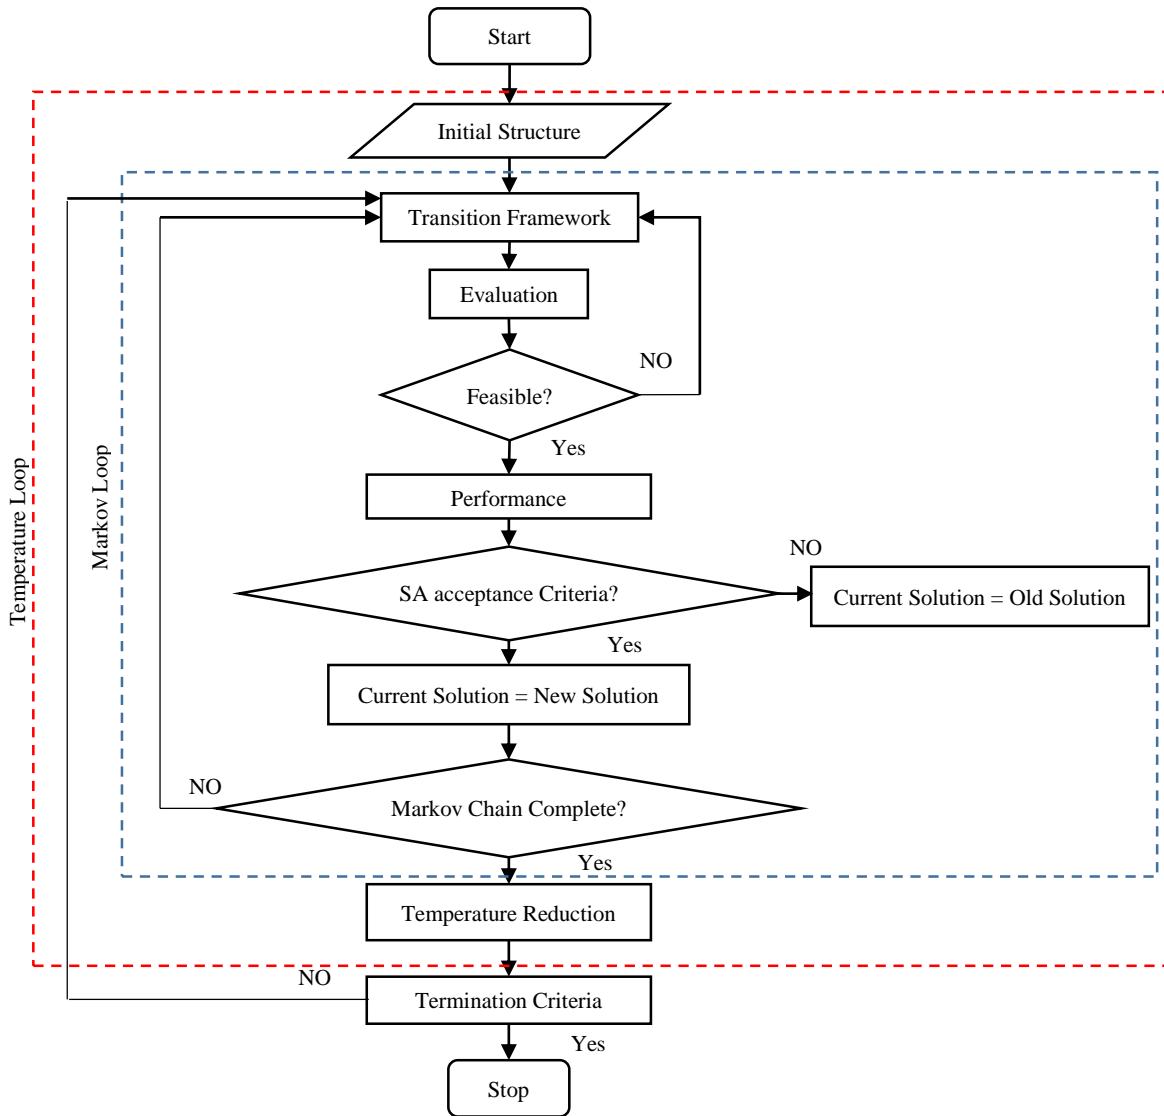 Start
Initial Structure
Transition Framework
Evaluation
NO
Feasible?
Yes
Performance
Temperature Loop
Markov Loop
NO
SA acceptance Criteria?
Current Solution = Old Solution
Yes
Current Solution = New Solution
NO
Markov Chain Complete?
Yes
Temperature Reduction
NO
Termination Criteria
Yes
Stop